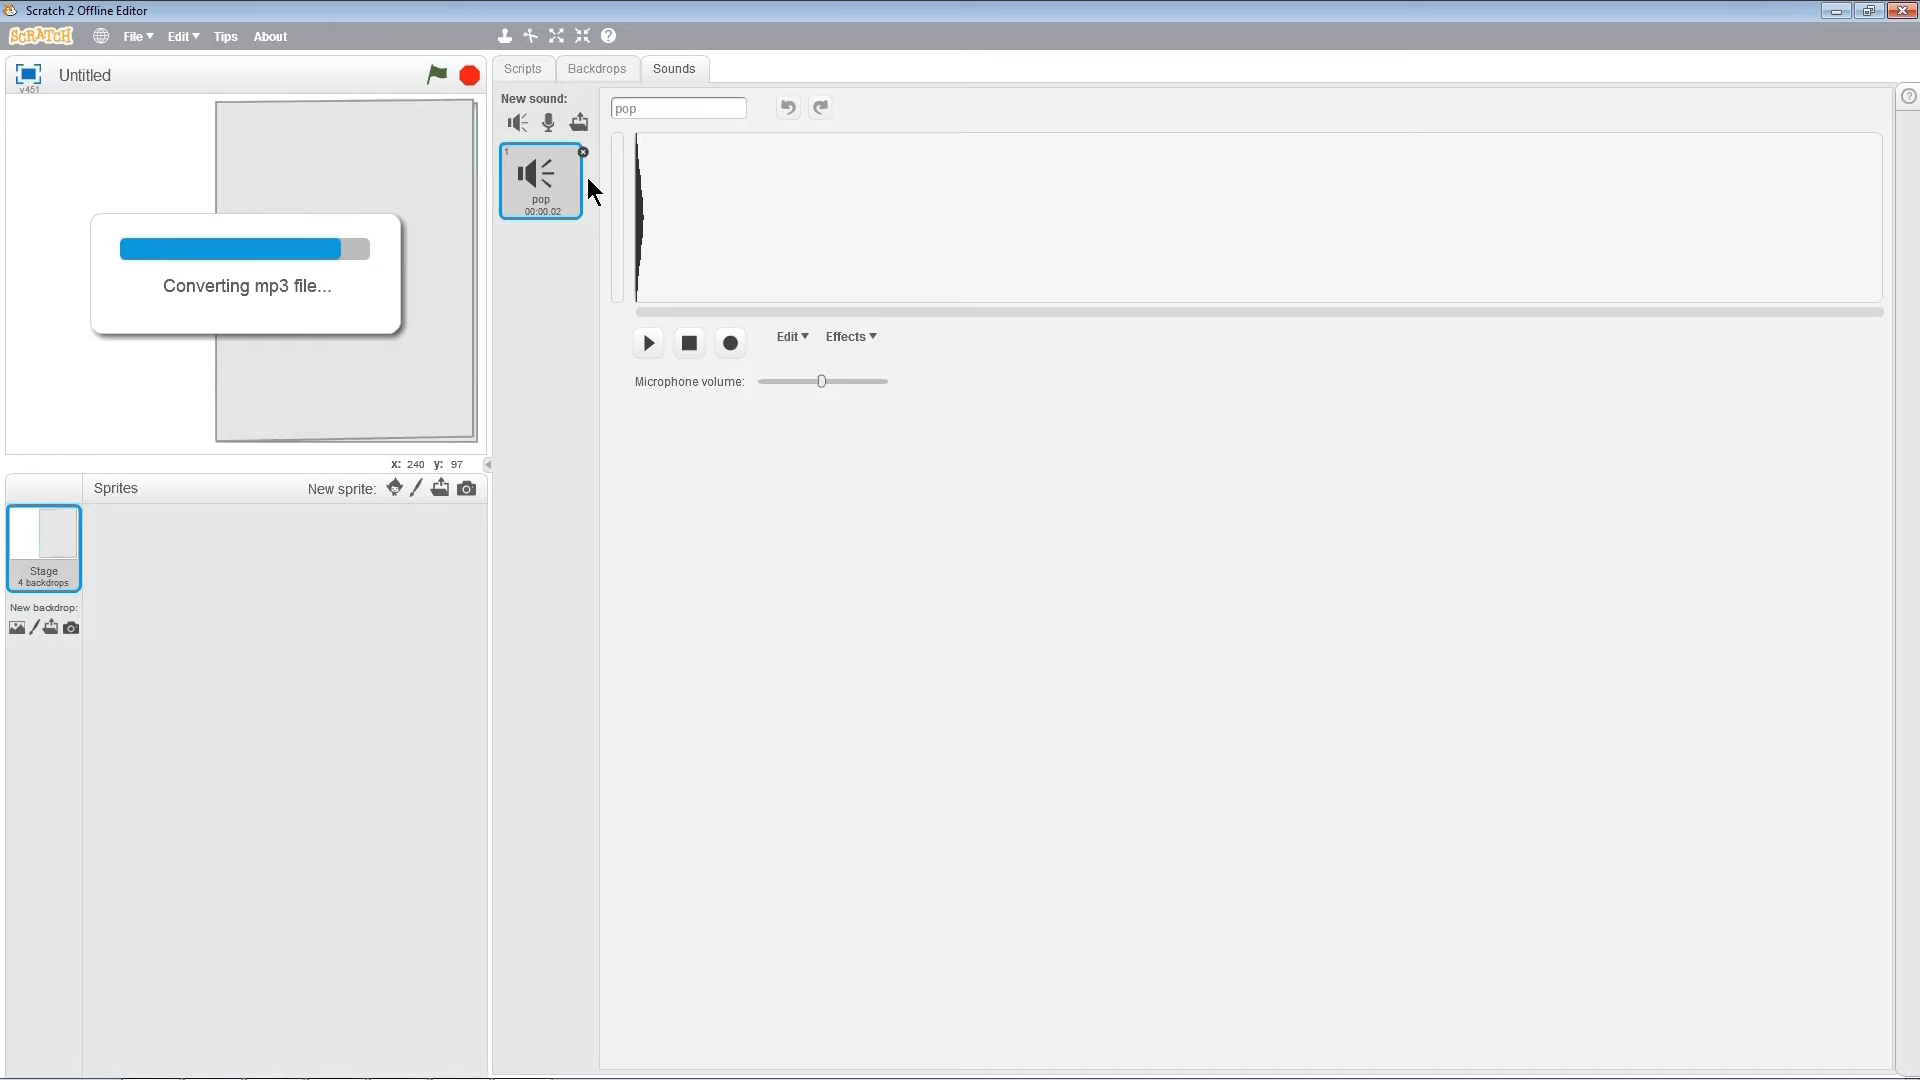 Scratch 2 Offline Editor
SCRATCH
File
Edit
Tips
About
v451
Untitled
Scripts
Backdrops
Sounds
New sound:
pop
1
pop
00:00.02
Converting mp3 file...
Edit
Effects
Microphone volume:
x: 240 y: 97
Sprites
New sprite:
Stage
4 backdrops
New backdrop: